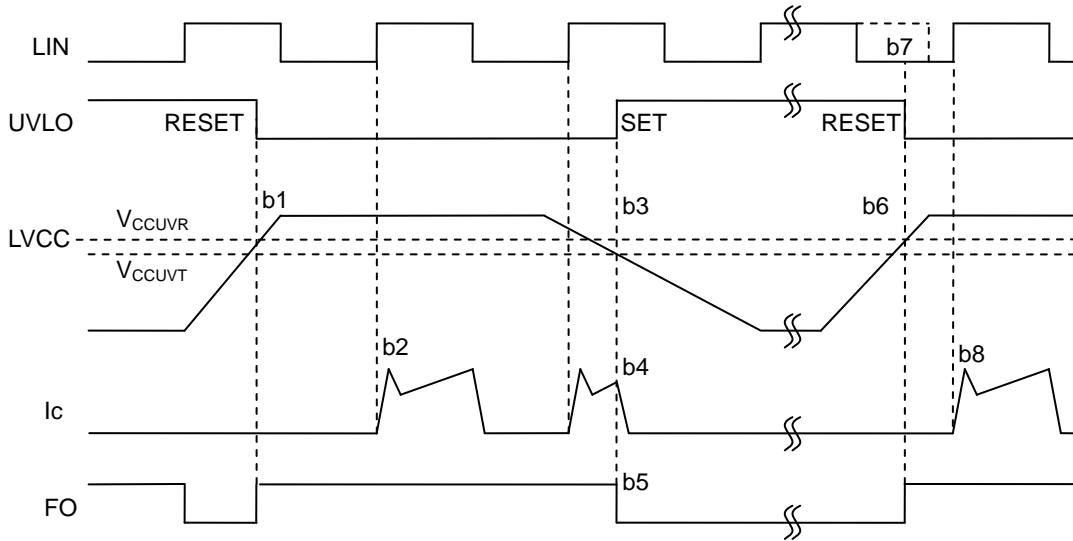 LIN
b7
UVLO
RESET
SET
RESET
b1
b3
b6
VCCUVR
LVCC
VCCUVT
b2
b4
b8
Ic
b5
FO